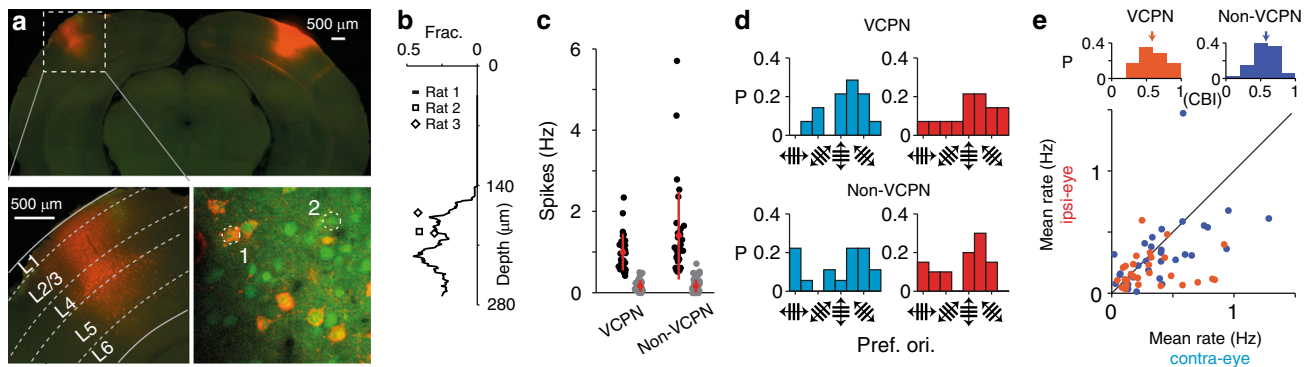 a
500 µm
500 µm
L1
L2/3
L4
L5
L6
1
2
b
Frac.
0.5
0
0
Rat 1
Rat 2
Rat 3
140
280
Depth (µm)
c
Spikes (Hz)
6
4
2
0
VCPN
Non-VCPN
d
VCPN
P
0.4
0.2
0
0.4
0.2
0
Non-VCPN
P
0.4
0.2
0
0.4
0.2
0
Pref. ori.
e
VCPN
Non-VCPN
P
0.4
0
0
0.5
1
(CBI)
0.4
0
0
0.5
1
Mean rate (Hz)
ipsi-eye
1
0
0
1
Mean rate (Hz)
contra-eye